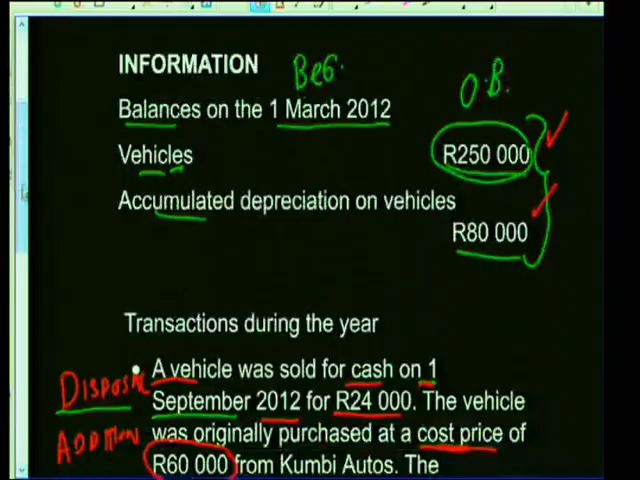 INFORMATION BeG.
Balances on the 1 March 2012 O.B.
Vehicles R250 000
Accumulated depreciation on vehicles
R80 000
Transactions during the year
• A vehicle was sold for cash on 1
DISPOSAL September 2012 for R24 000. The vehicle
ADDITION was originally purchased at a cost price of
R60 000 from Kumbi Autos. The